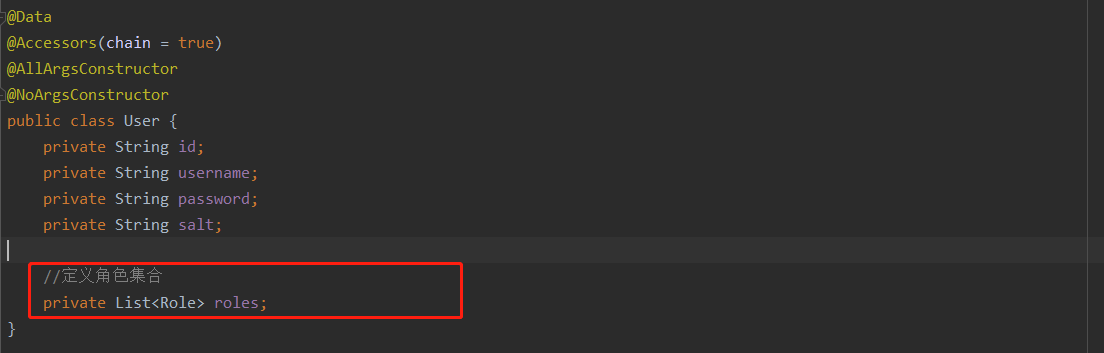 @Data
@Accessors(chain = true)
@AllArgsConstructor
@NoArgsConstructor
public class User {
    private String id;
    private String username;
    private String password;
    private String salt;
    //定义角色集合
    private List<Role> roles;
}